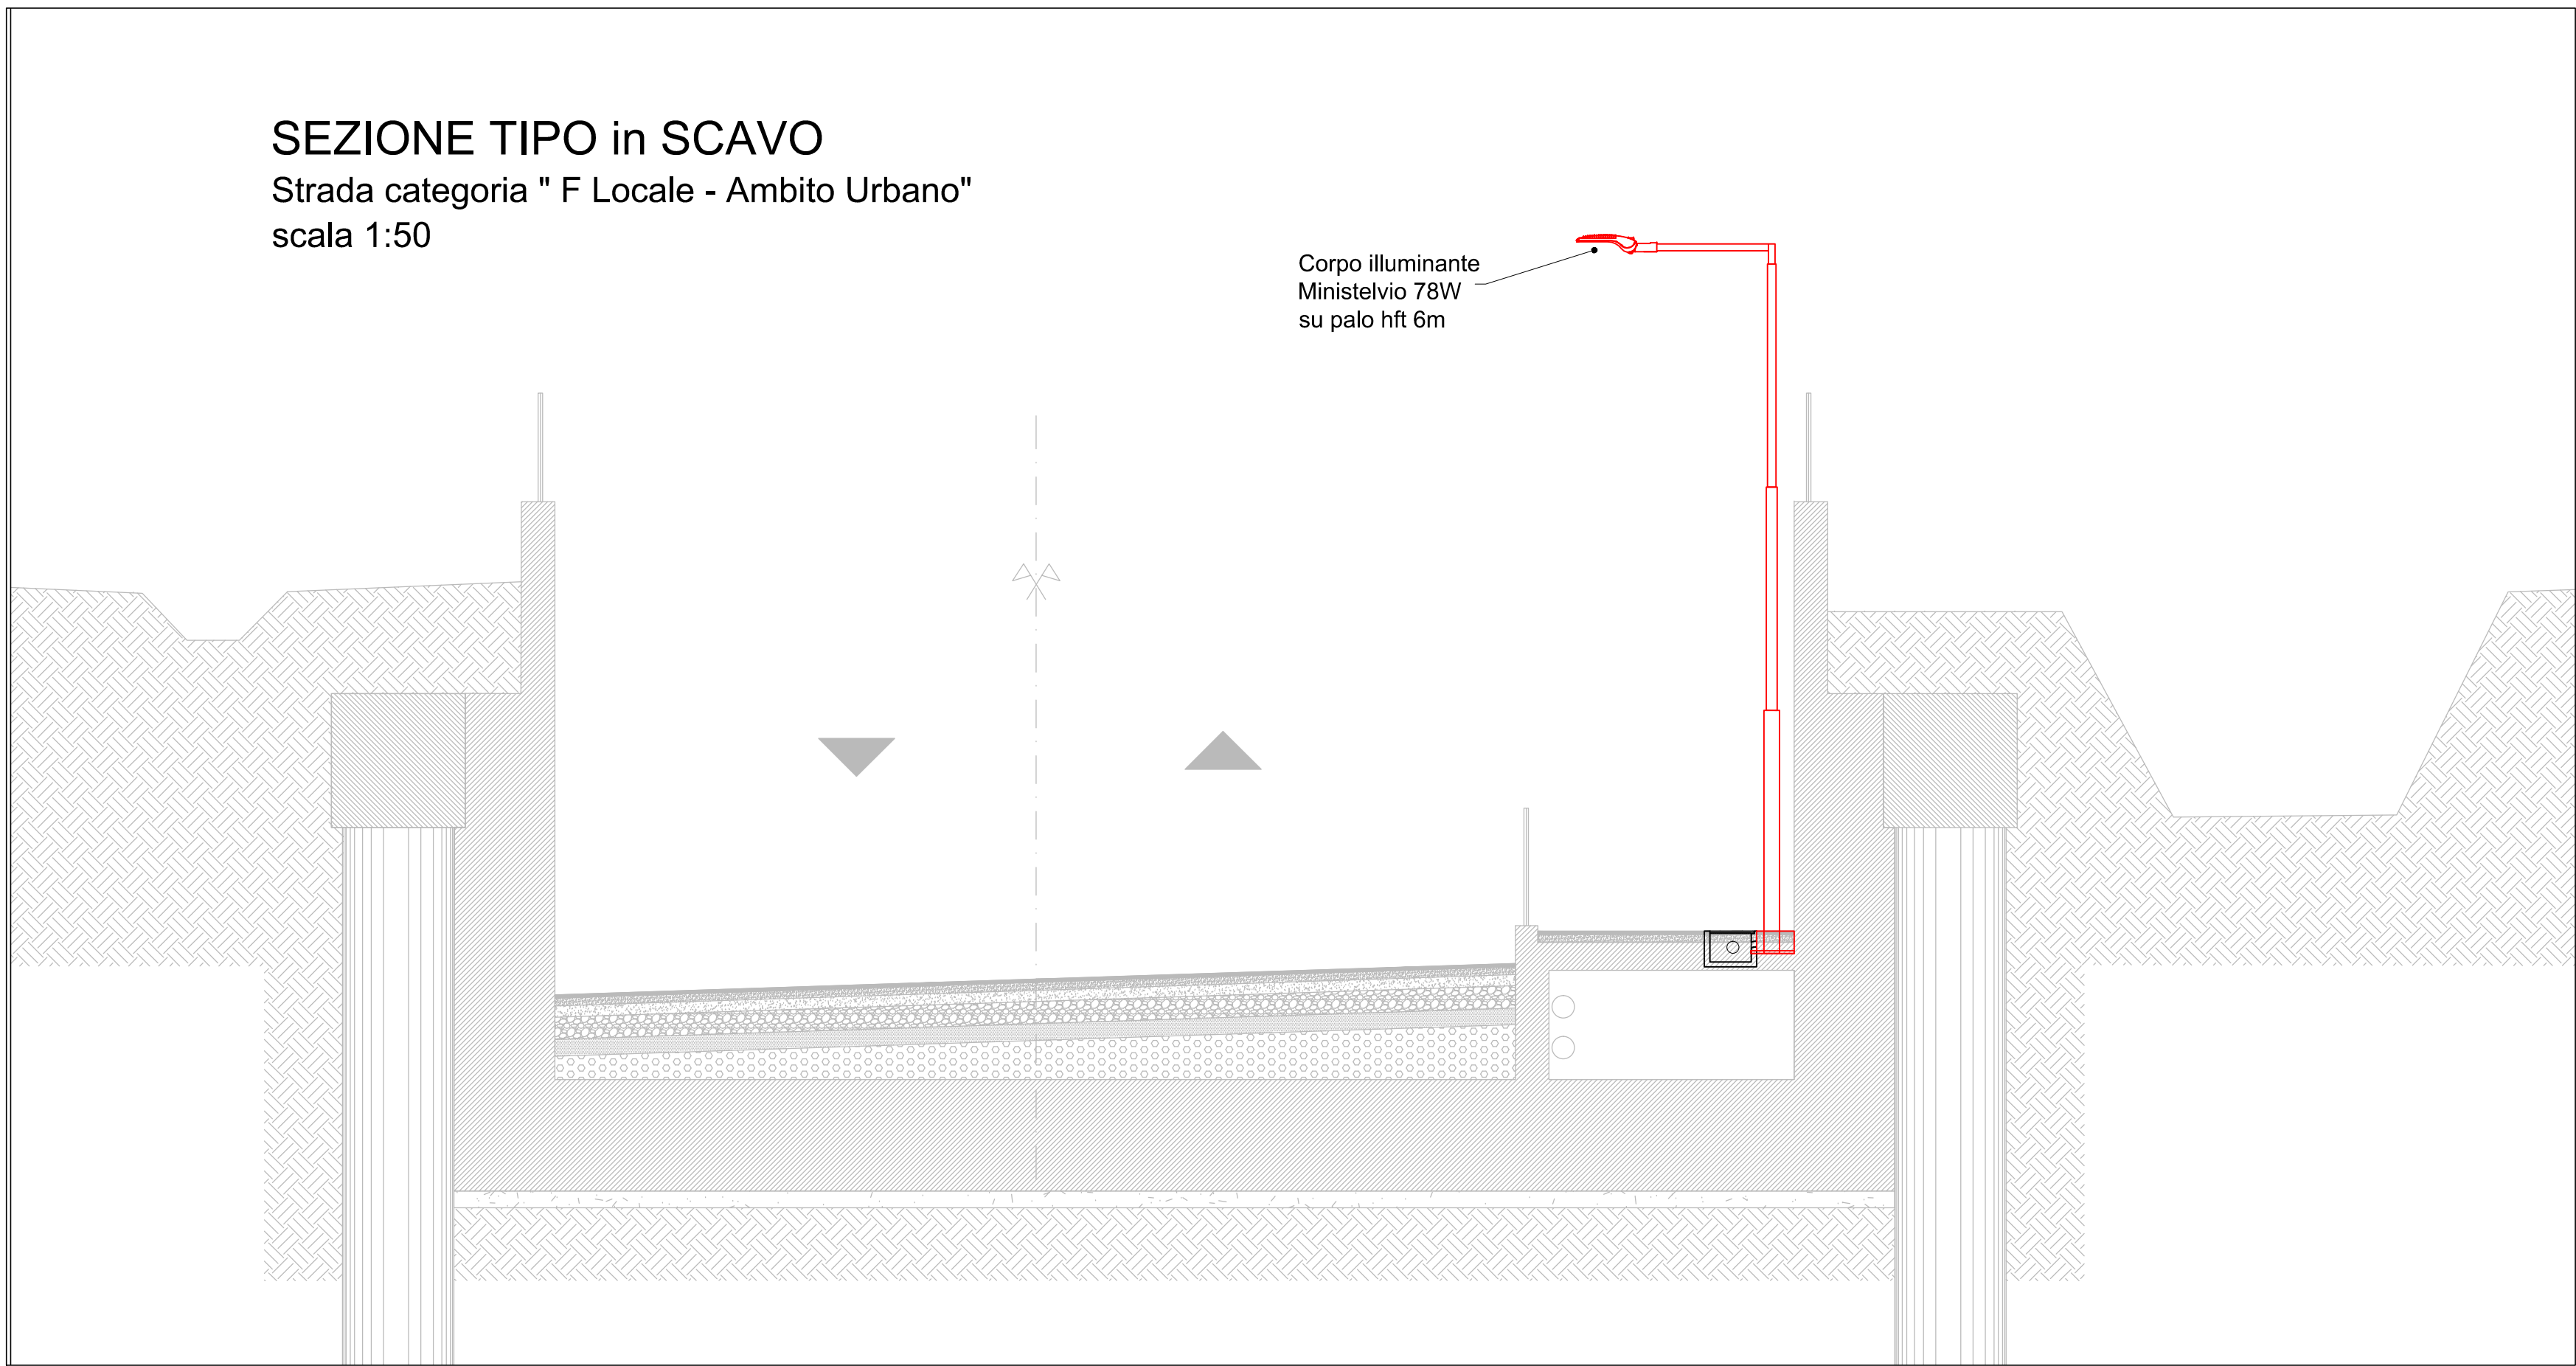 SEZIONE TIPO in SCAVO
Strada categoria " F Locale - Ambito Urbano"
scala 1:50
Corpo illuminante
Ministelvio 78W
su palo hft 6m